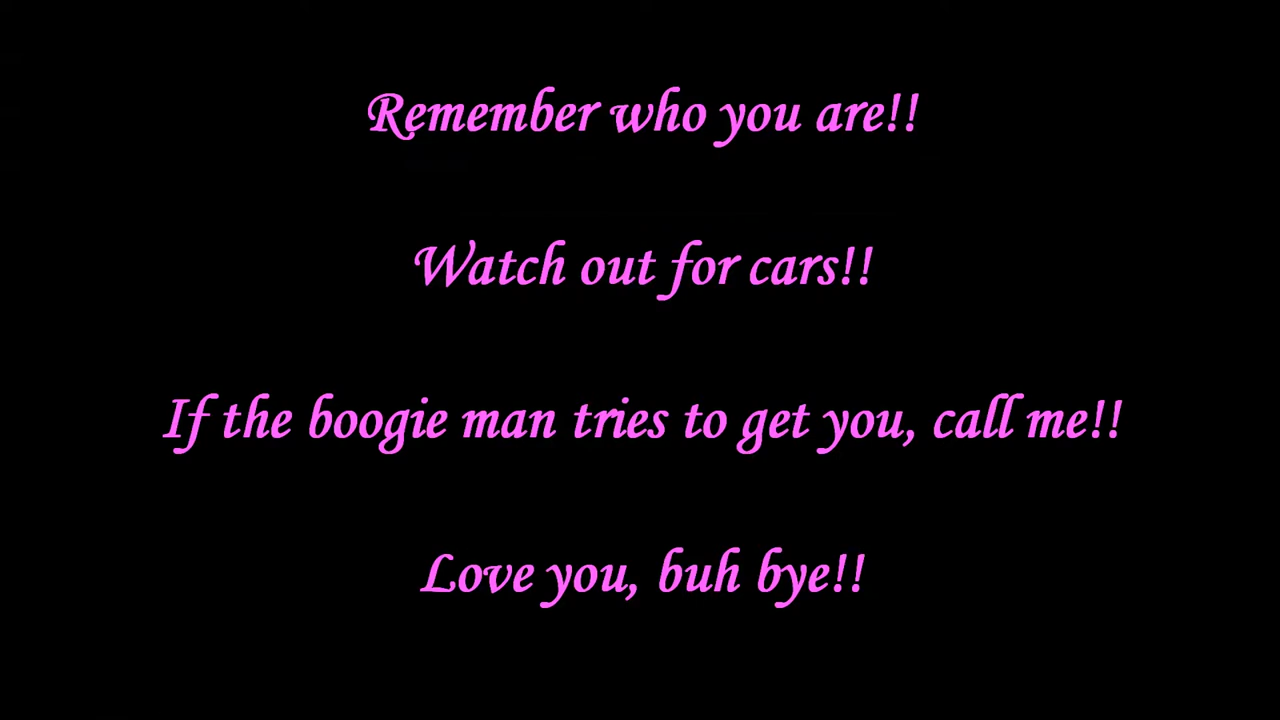 Remember who you are!!
Watch out for cars!!
If the boogie man tries to get you, call me!!
Love you, buh bye!!